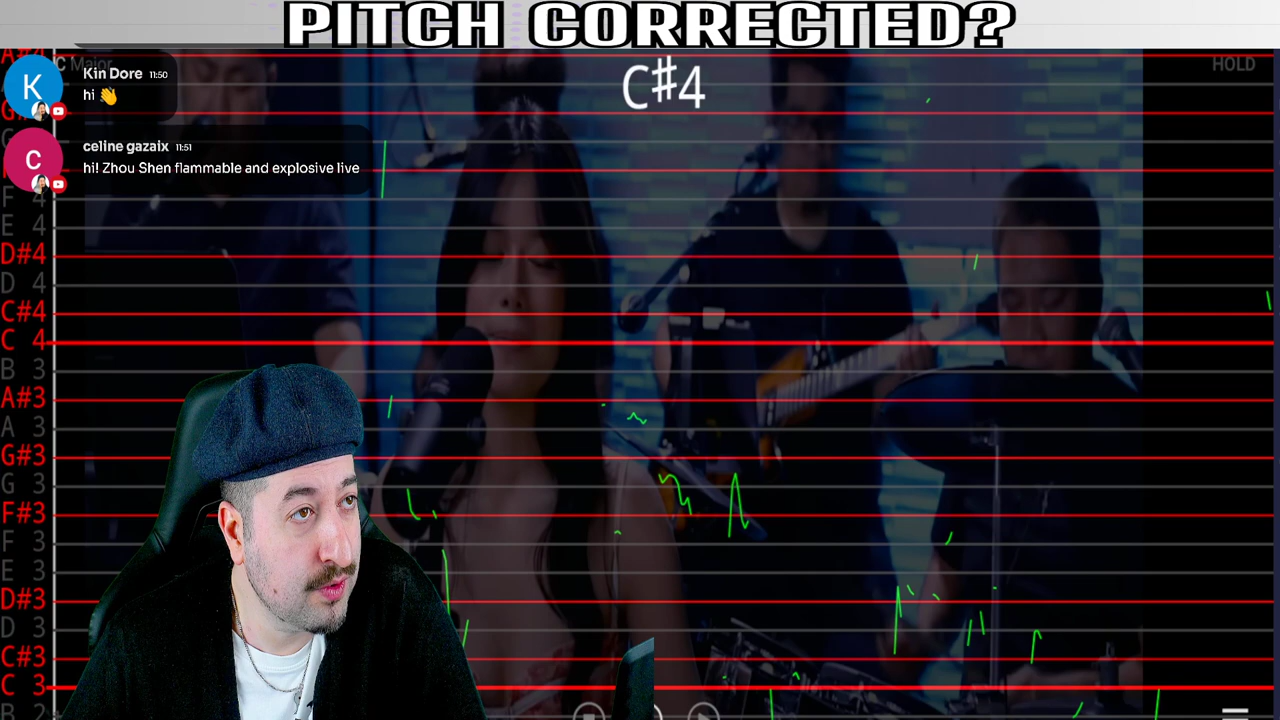 PITCH CORRECTED?
A#4
C Major
HOLD
C#4
K
Kin Dore 11:50
hi 👋
C
celine gazaix 11:51
hi! Zhou Shen flammable and explosive live
F 4
E 4
D#4
D 4
C#4
C 4
B 3
A#3
A 3
G#3
G 3
F#3
F 3
E 3
D#3
D 3
C#3
C 3
B 2